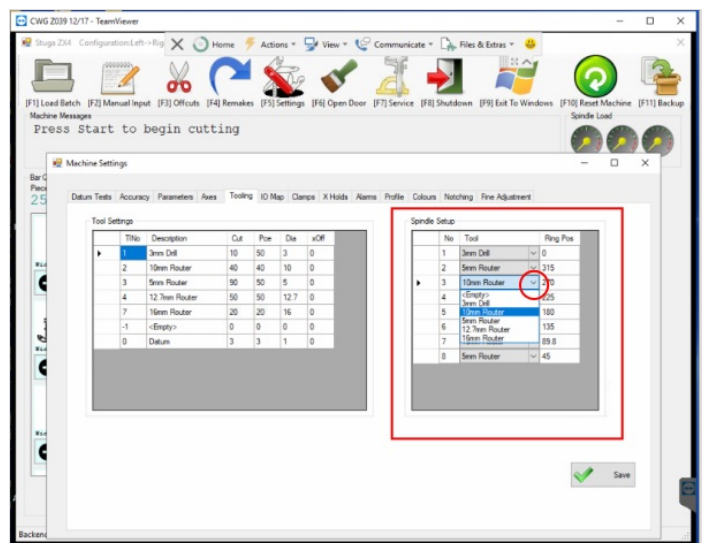 CWG Z039 12/17 - TeamViewer
Stuga ZX4 Configuration:Left->Rig
Home Actions View Communicate Files & Extras
[F1] Load Batch [F2] Manual Input [F3] Offcuts [F4] Remakes [F5] Settings [F6] Open Door [F7] Service [F8] Shutdown [F9] Exit To Windows [F10] Reset Machine [F11] Backup
Machine Messages
Spindle Load
Press Start to begin cutting
Machine Settings
Bar
Piec
25
Datum Tests Accuracy Parameters Axes Tooling IO Map Clamps X Holds Alarms Profile Colours Notching Fine Adjustment
Tool Settings
TlNo Description Cut Pce Dia xOff
1 3mm Drill 10 50 3 0
2 10mm Router 40 40 10 0
3 5mm Router 90 50 5 0
4 12.7mm Router 50 50 12.7 0
7 16mm Router 20 20 16 0
-1 <Empty> 0 0 0 0
0 Datum 3 3 1 0
Spindle Setup
No Tool Ring Pos
1 3mm Drill 0
2 5mm Router 315
3 10mm Router 270
4 <Empty> 225
3mm Drill
5 10mm Router 180
5mm Router
6 12.7mm Router 135
7 16mm Router 89.8
8 5mm Router 45
Save
Backen